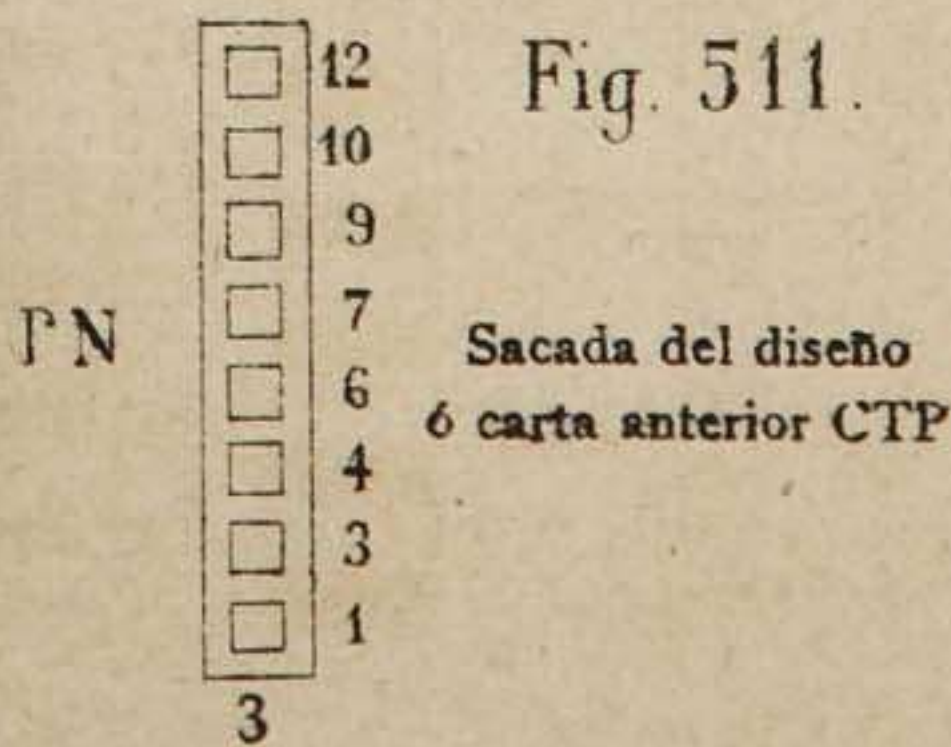 Fig. 511.
12
10
9
7
6
4
3
1
PN
Sacada del diseño
ó carta anterior CTP
3